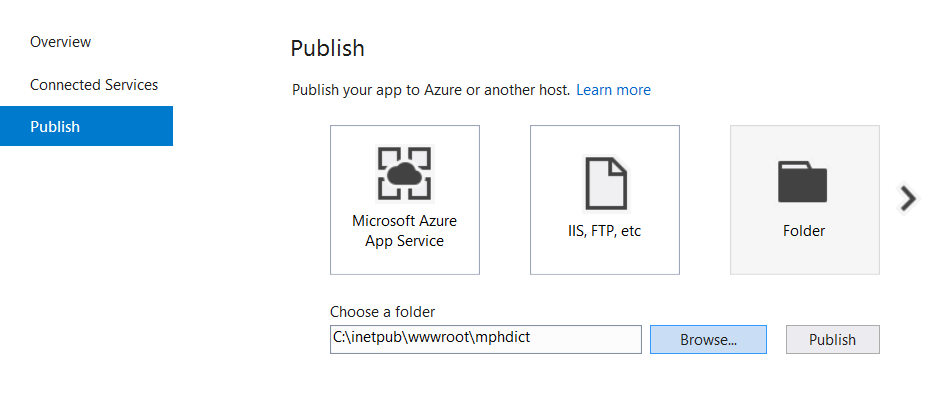 Overview
Connected Services
Publish
Publish
Publish your app to Azure or another host. Learn more
Microsoft Azure
App Service
IIS, FTP, etc
Folder
Choose a folder
C:\inetpub\wwwroot\mphdict
Browse...
Publish